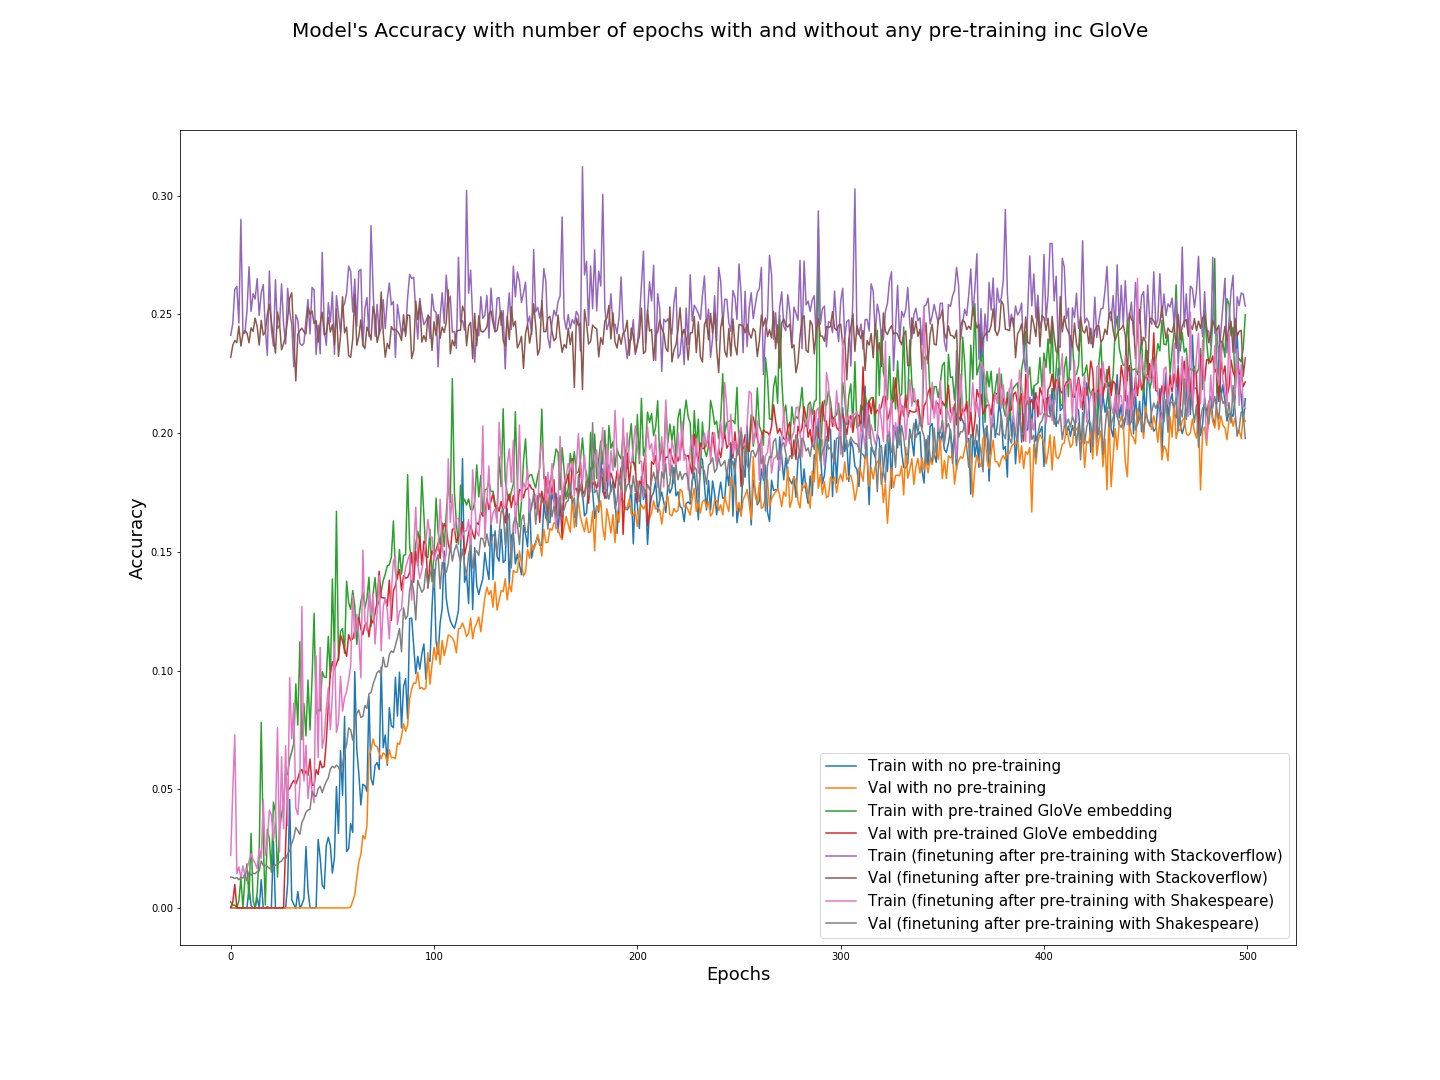 Model's Accuracy with number of epochs with and without any pre-training inc GloVe
0.30
0.25
0.20
0.15
0.10
0.05
0.00
Accuracy
0 100 200 300 400 500
Epochs
Train with no pre-training
Val with no pre-training
Train with pre-trained GloVe embedding
Val with pre-trained GloVe embedding
Train (finetuning after pre-training with Stackoverflow)
Val (finetuning after pre-training with Stackoverflow)
Train (finetuning after pre-training with Shakespeare)
Val (finetuning after pre-training with Shakespeare)